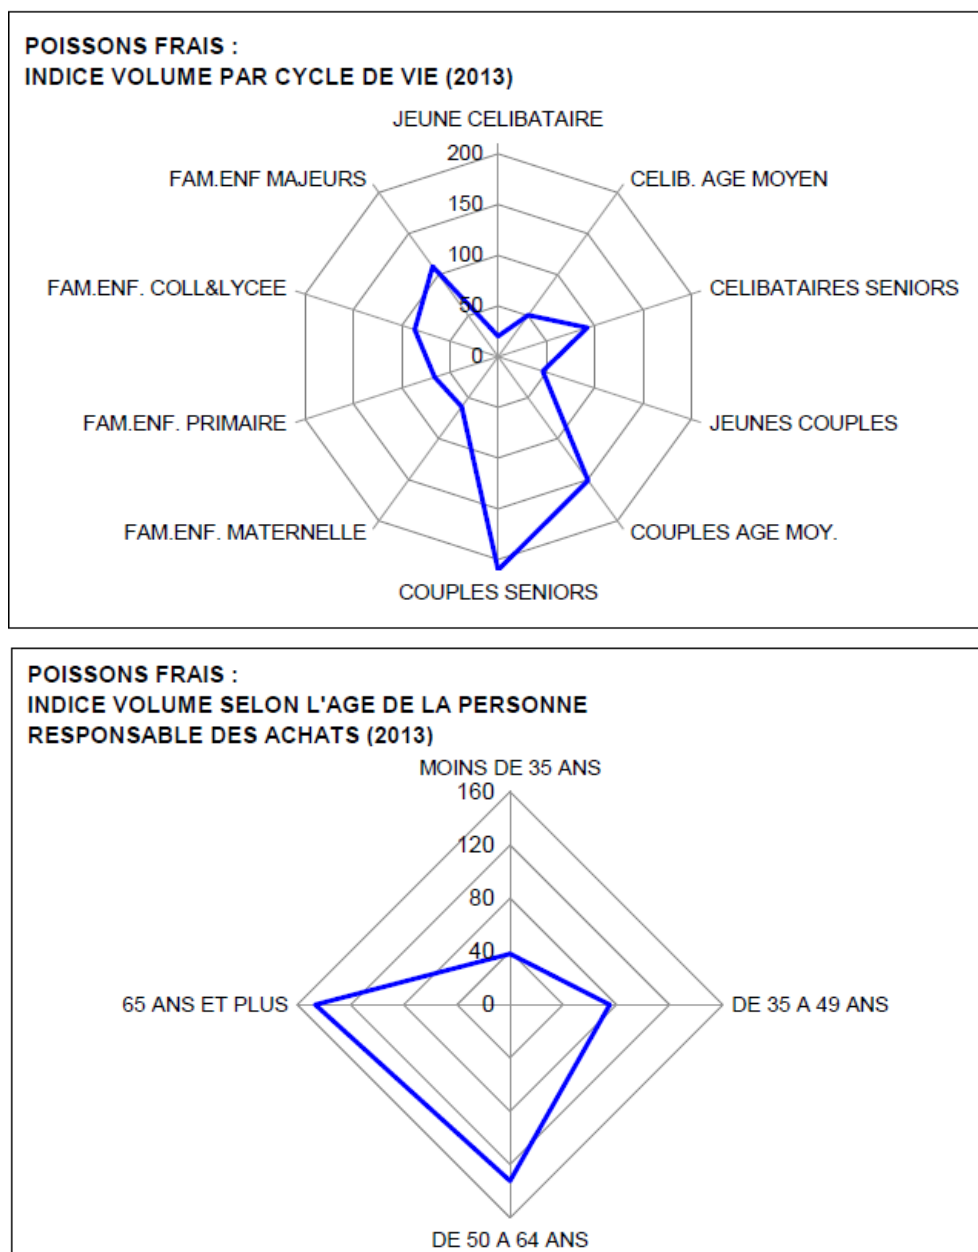 POISSONS FRAIS :
INDICE VOLUME PAR CYCLE DE VIE (2013)
JEUNE CELIBATAIRE
200
FAM.ENF MAJEURS
CELIB. AGE MOYEN
150
100
FAM.ENF. COLL&LYCEE
CELIBATAIRES SENIORS
50
0
FAM.ENF. PRIMAIRE
JEUNES COUPLES
FAM.ENF. MATERNELLE
COUPLES AGE MOY.
COUPLES SENIORS
POISSONS FRAIS :
INDICE VOLUME SELON L'AGE DE LA PERSONNE
RESPONSABLE DES ACHATS (2013)
MOINS DE 35 ANS
160
120
80
40
65 ANS ET PLUS
0
DE 35 A 49 ANS
DE 50 A 64 ANS